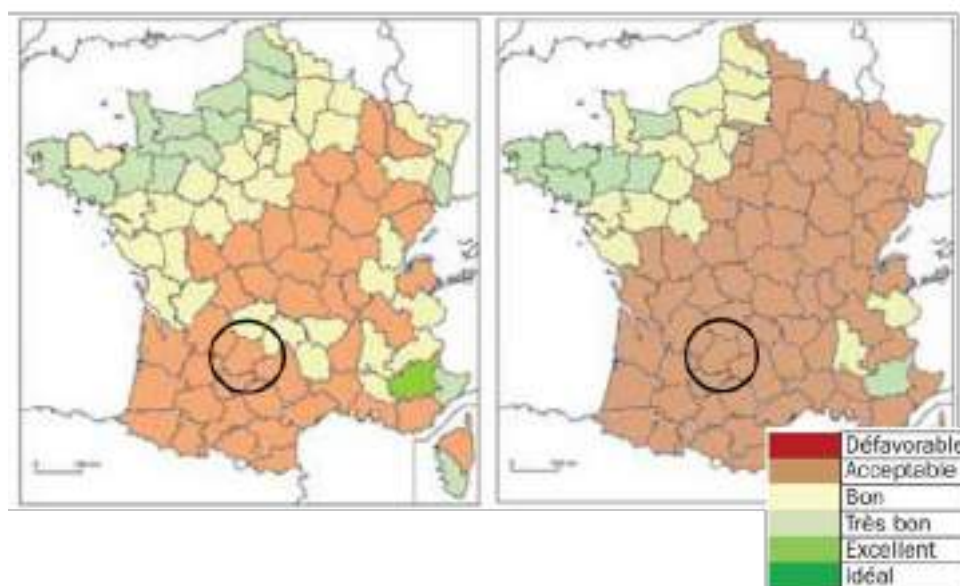 Défavorable
Acceptable
Bon
Très bon
Excellent
Idéal